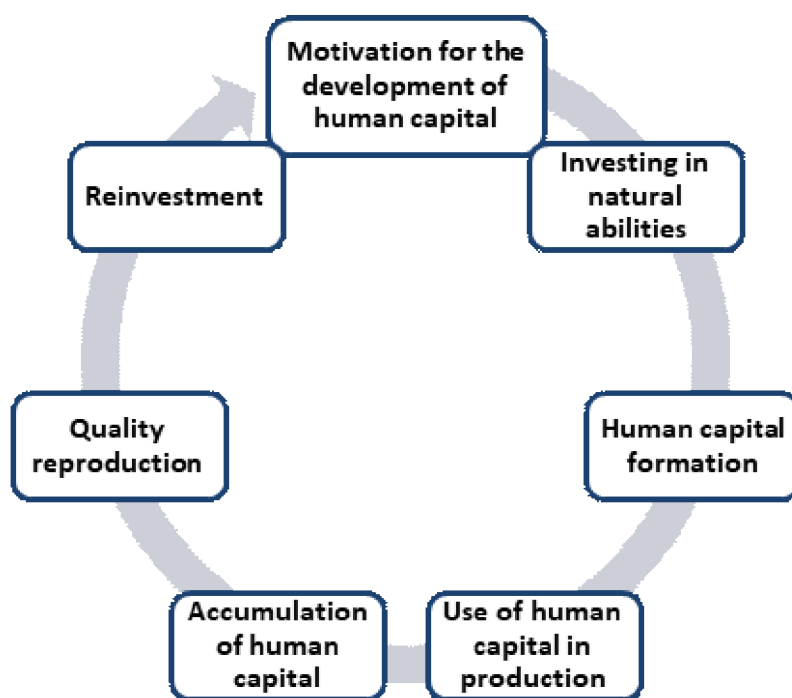 Motivation for the
development of
human capital
Investing in
natural
abilities
Human capital
formation
Use of human
capital in
production
Accumulation
of human
capital
Quality
reproduction
Reinvestment